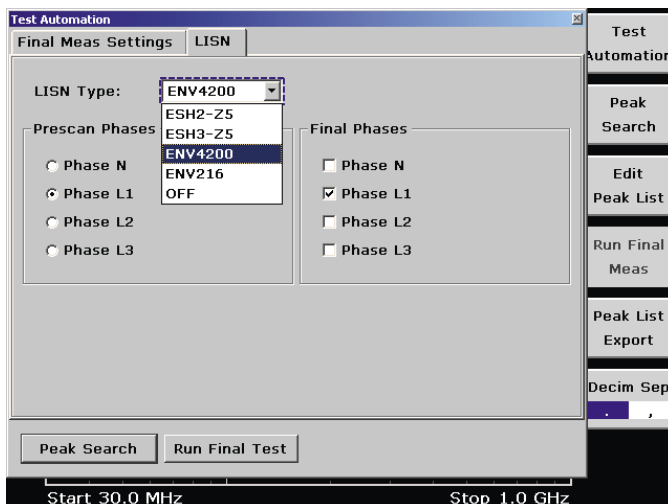 Test Automation
Final Meas Settings
LISN
LISN Type:
ENV4200
ESH2-Z5
ESH3-Z5
ENV4200
ENV216
OFF
Prescan Phases
Phase N
Phase L1
Phase L2
Phase L3
Final Phases
Phase N
Phase L1
Phase L2
Phase L3
Peak Search
Run Final Test
Start 30.0 MHz
Stop 1.0 GHz
Test
Automation
Peak
Search
Edit
Peak List
Run Final
Meas
Peak List
Export
Decim Sep
. ,